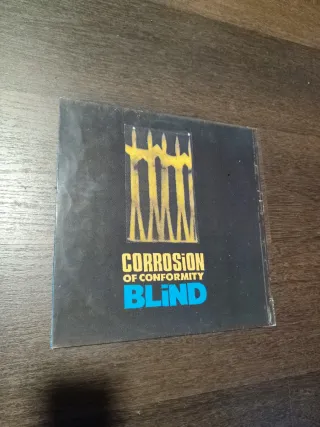 CORROSiON
OF CONFORMITY
BLiND